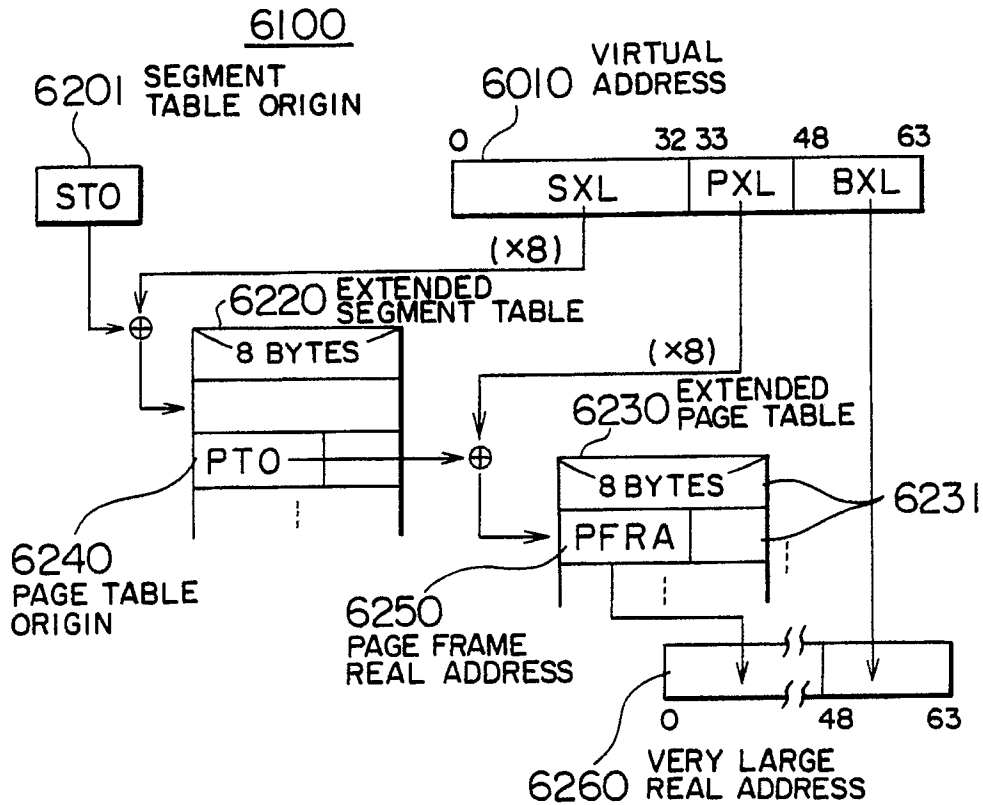 6100
6201 SEGMENT
TABLE ORIGIN
6010 VIRTUAL
ADDRESS
0 32 33 48 63
STO
SXL PXL BXL
(×8)
6220 EXTENDED
SEGMENT TABLE
8 BYTES
(×8)
6230 EXTENDED
PAGE TABLE
PTO
8 BYTES
6231
PFRA
6240
PAGE TABLE
ORIGIN
6250
PAGE FRAME
REAL ADDRESS
0 48 63
6260 VERY LARGE
REAL ADDRESS